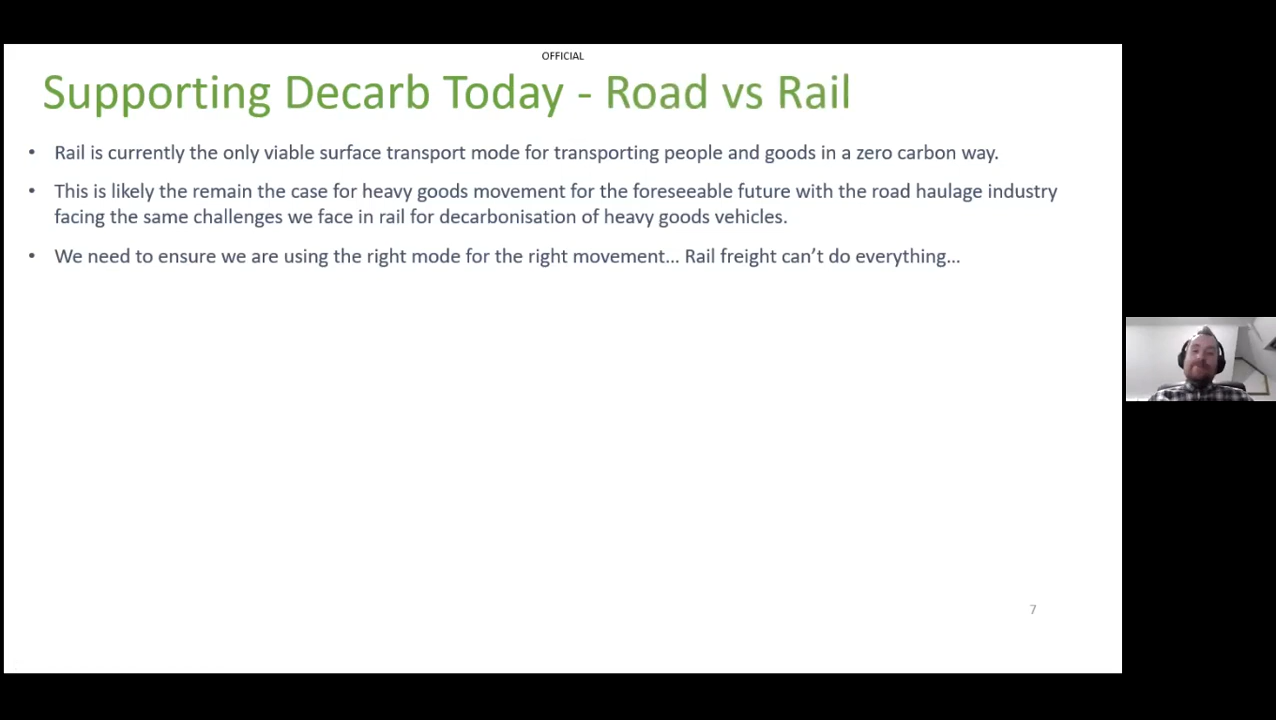 OFFICIAL
Supporting Decarb Today - Road vs Rail
• Rail is currently the only viable surface transport mode for transporting people and goods in a zero carbon way.
• This is likely the remain the case for heavy goods movement for the foreseeable future with the road haulage industry
facing the same challenges we face in rail for decarbonisation of heavy goods vehicles.
• We need to ensure we are using the right mode for the right movement... Rail freight can't do everything...
7